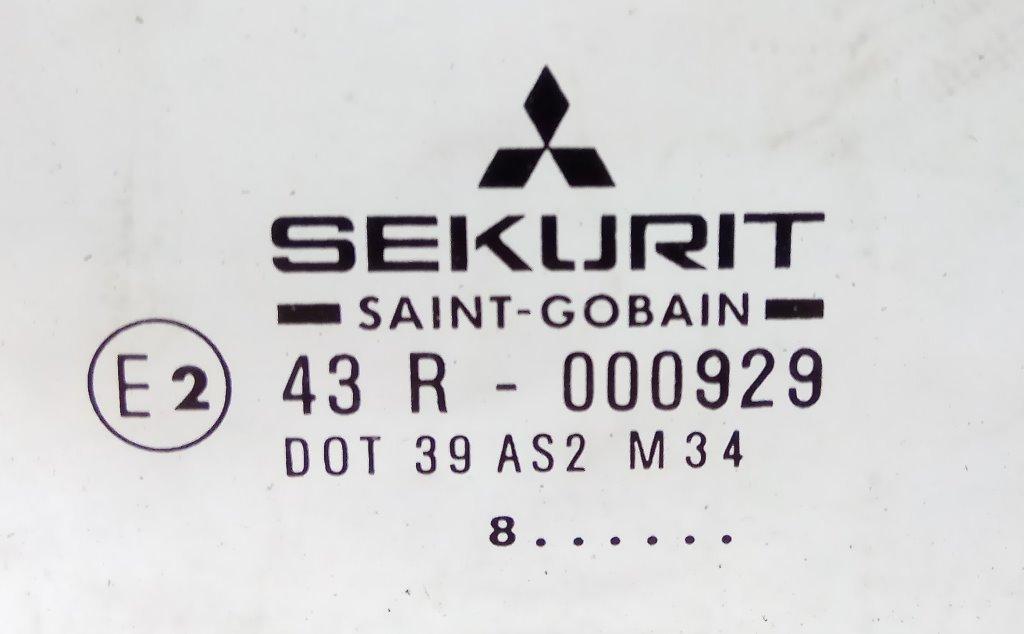 SEKURIT
SAINT-GOBAIN
E2 43 R - 000929
DOT 39 AS2 M34
8......